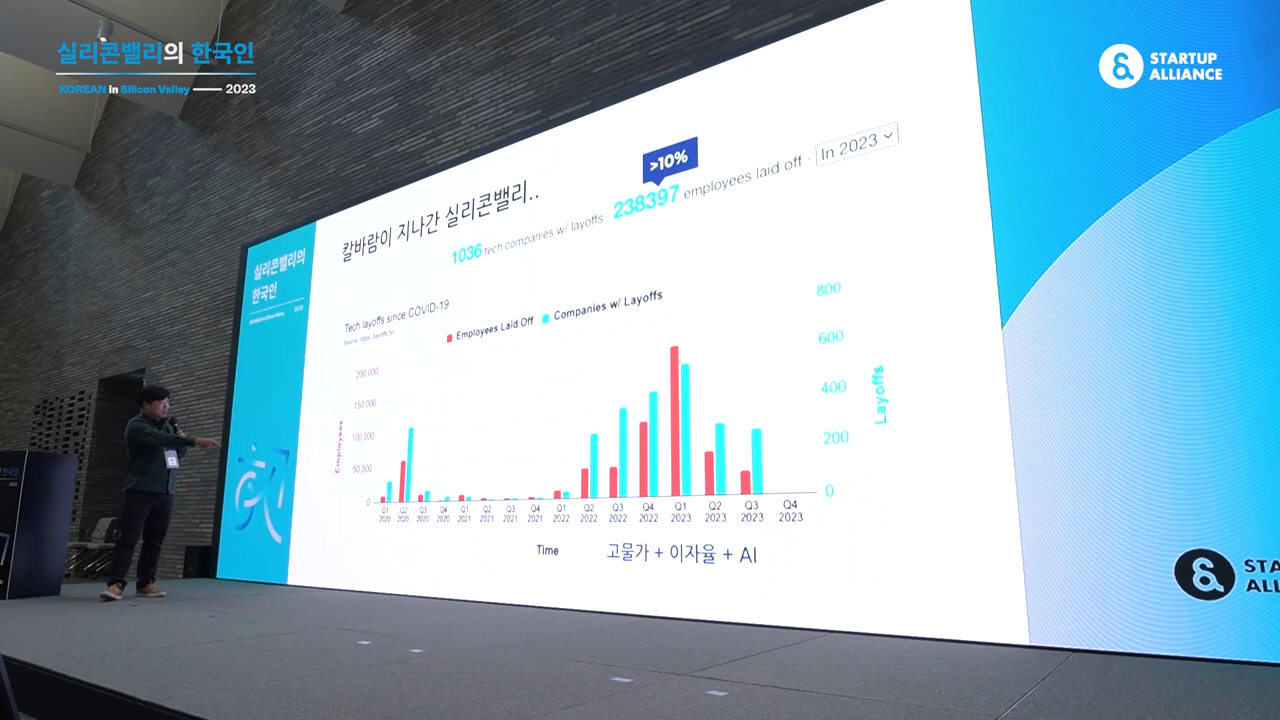 실리콘밸리의 한국인
KOREAN in Silicon Valley 2023
& STARTUP
ALLIANCE
실리콘밸리의
한국인
칼바람이 지나간 실리콘밸리..
>10%
1036 tech companies w/ layoffs · 238397 employees laid off · In 2023
Tech layoffs since COVID-19
Employees Laid Off Companies w/ Layoffs
Employees
200,000
150,000
100,000
50,000
0
800
600
400
200
0
Layoffs
Q1 2020
Q2 2020
Q3 2020
Q4 2020
Q1 2021
Q2 2021
Q3 2021
Q4 2021
Q1 2022
Q2 2022
Q3 2022
Q4 2022
Q1 2023
Q2 2023
Q3 2023
Q4 2023
Time
고물가 + 이자율 + AI
한국인
& STA
ALL